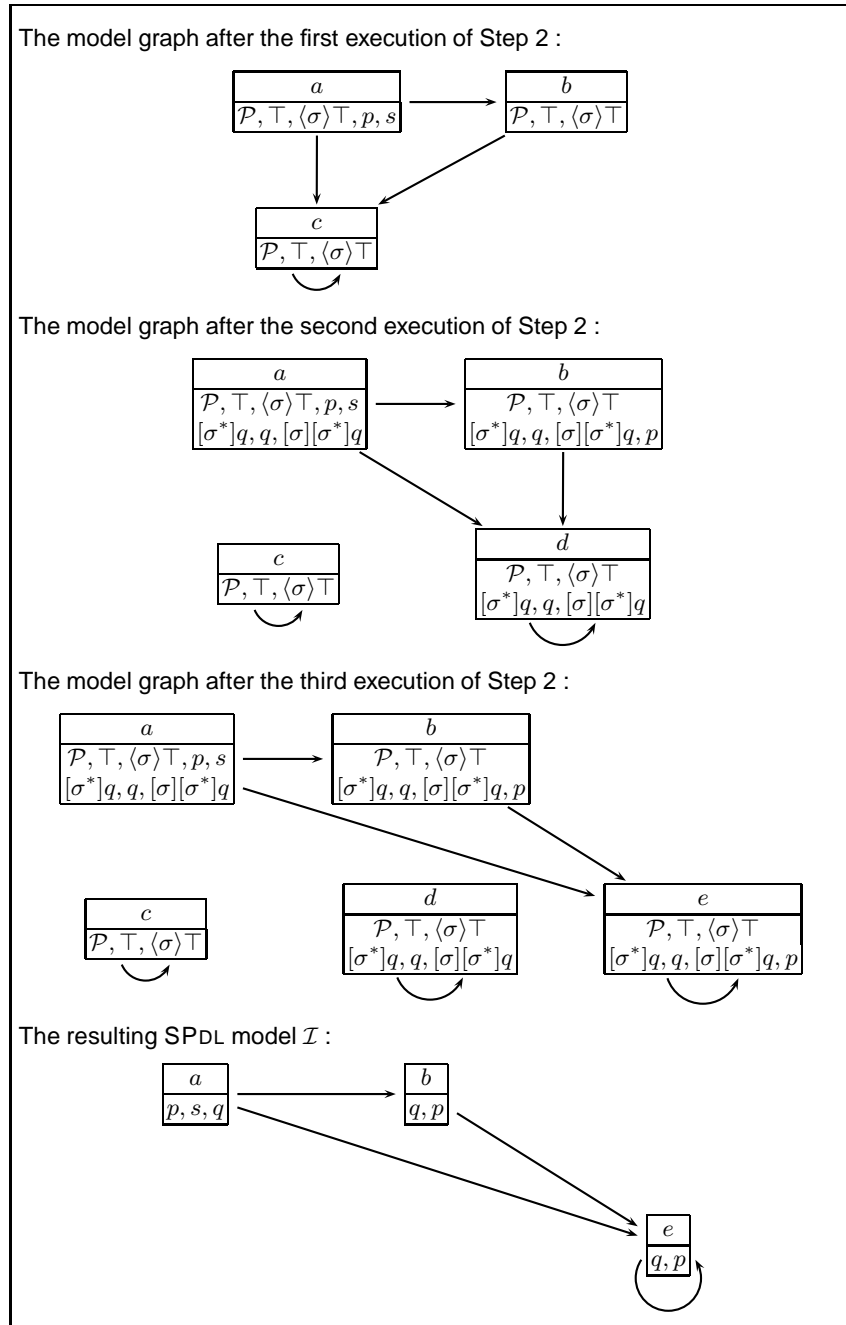 The model graph after the first execution of Step 2 :
a
𝒫, ⊤, ⟨σ⟩⊤, p, s
b
𝒫, ⊤, ⟨σ⟩⊤
c
𝒫, ⊤, ⟨σ⟩⊤
The model graph after the second execution of Step 2 :
a
𝒫, ⊤, ⟨σ⟩⊤, p, s
[σ*]q, q, [σ][σ*]q
b
𝒫, ⊤, ⟨σ⟩⊤
[σ*]q, q, [σ][σ*]q, p
c
𝒫, ⊤, ⟨σ⟩⊤
d
𝒫, ⊤, ⟨σ⟩⊤
[σ*]q, q, [σ][σ*]q
The model graph after the third execution of Step 2 :
a
𝒫, ⊤, ⟨σ⟩⊤, p, s
[σ*]q, q, [σ][σ*]q
b
𝒫, ⊤, ⟨σ⟩⊤
[σ*]q, q, [σ][σ*]q, p
c
𝒫, ⊤, ⟨σ⟩⊤
d
𝒫, ⊤, ⟨σ⟩⊤
[σ*]q, q, [σ][σ*]q
e
𝒫, ⊤, ⟨σ⟩⊤
[σ*]q, q, [σ][σ*]q, p
The resulting SPDL model ℐ :
a
p, s, q
b
q, p
e
q, p